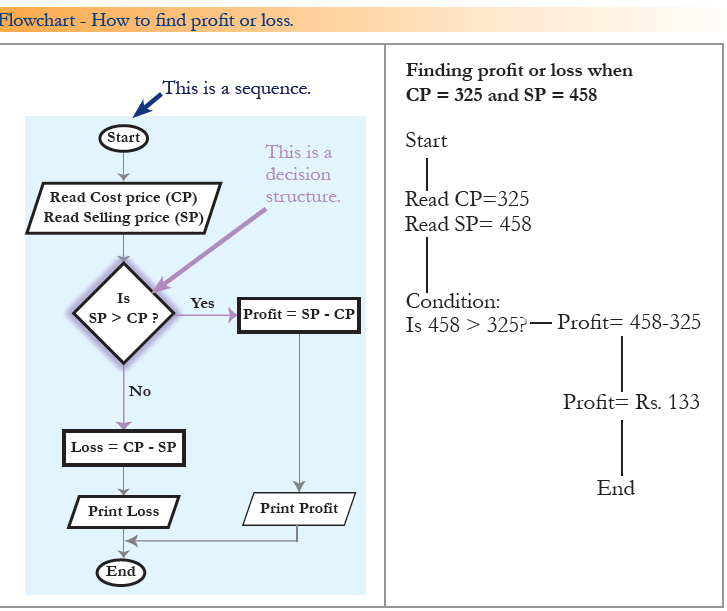 Flowchart - How to find profit or loss.
This is a sequence.
Start
This is a
decision
structure.
Read Cost price (CP)
Read Selling price (SP)
Is
SP > CP ?
Yes
Profit = SP - CP
No
Loss = CP - SP
Print Loss
Print Profit
End
Finding profit or loss when
CP = 325 and SP = 458
Start
Read CP=325
Read SP= 458
Condition:
Is 458 > 325?
Profit= 458-325
Profit= Rs. 133
End